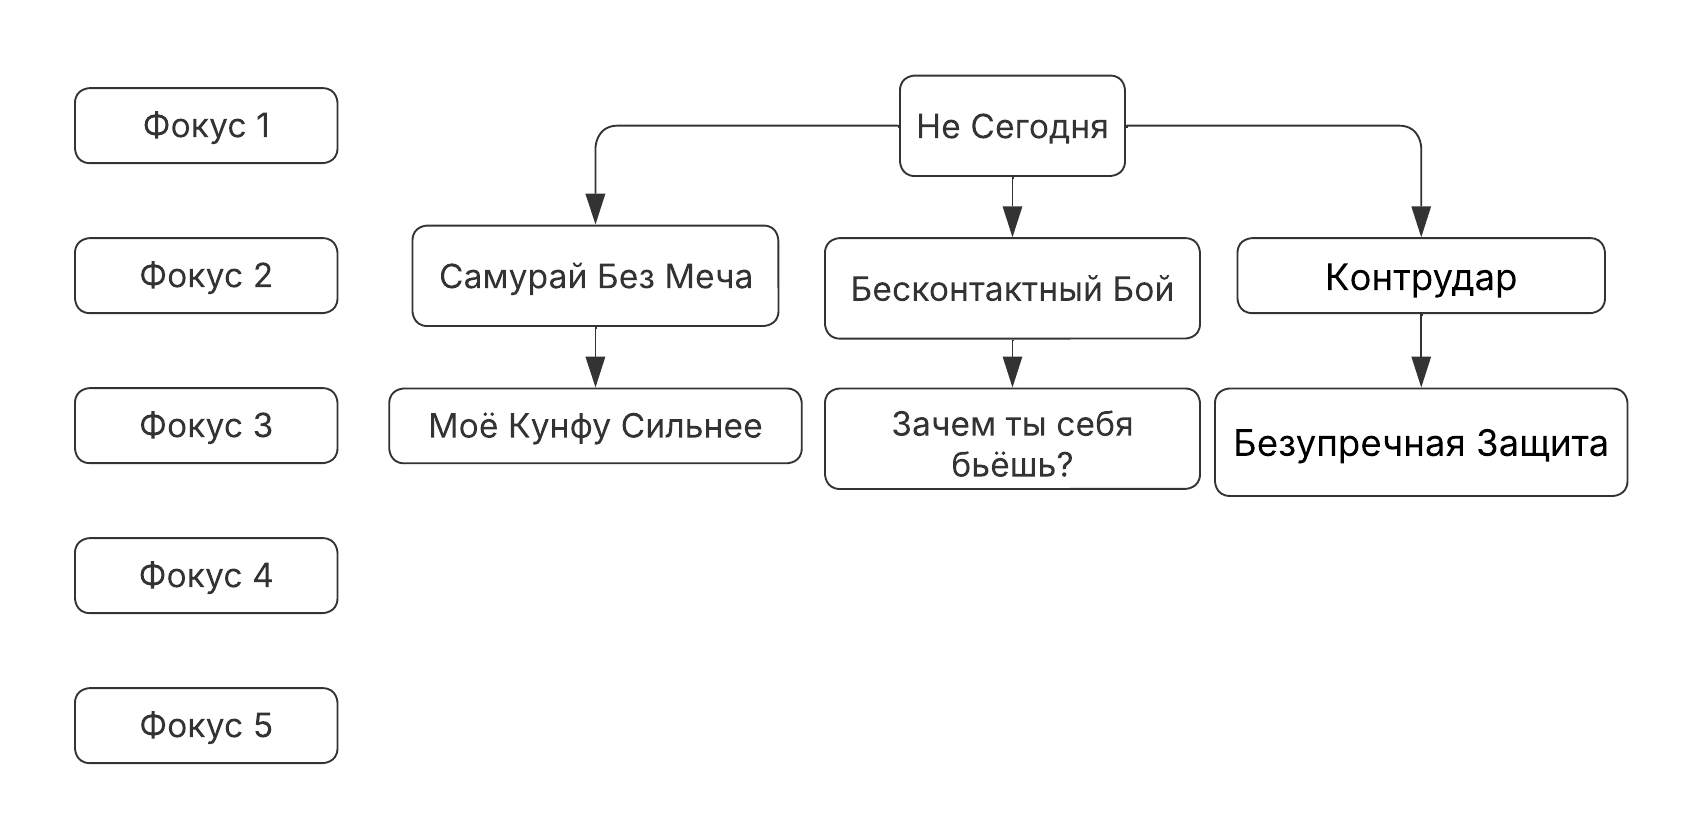 Фокус 1
Не Сегодня
Фокус 2
Самурай Без Меча
Бесконтактный Бой
Контрудар
Фокус 3
Моё Кунфу Сильнее
Зачем ты себя
бьёшь?
Безупречная Защита
Фокус 4
Фокус 5